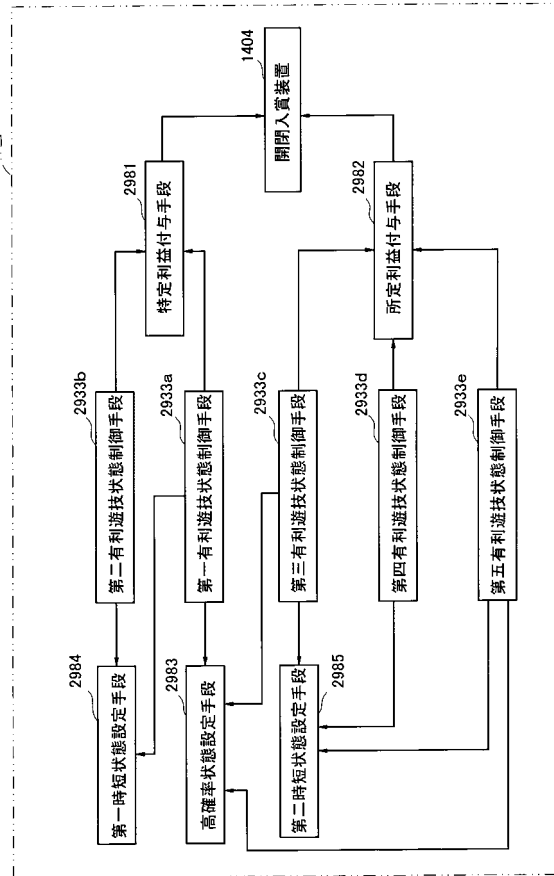 1404
開閉入賞装置
2981
特定利益付与手段
2982
所定利益付与手段
2933b
第二有利遊技状態制御手段
2933a
第一有利遊技状態制御手段
2933c
第三有利遊技状態制御手段
2933d
第四有利遊技状態制御手段
2933e
第五有利遊技状態制御手段
2984
第一時短状態設定手段
2983
高確率状態設定手段
2985
第二時短状態設定手段